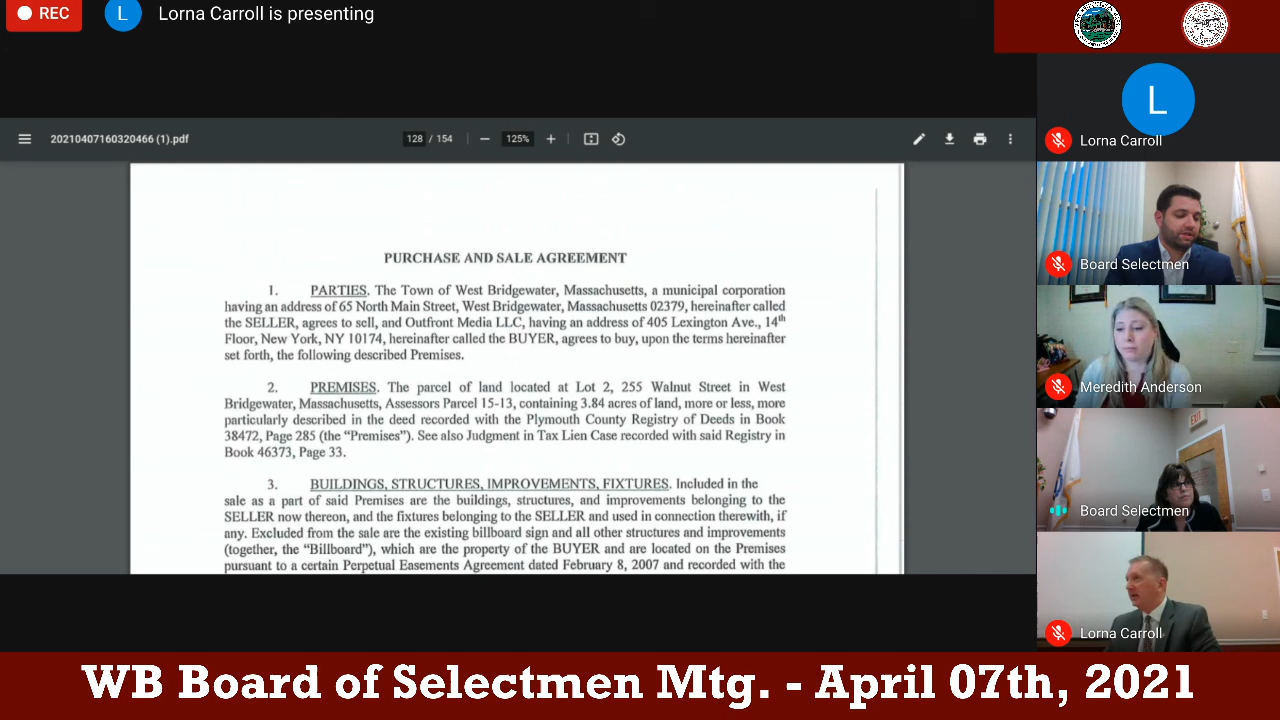 REC
L
Lorna Carroll is presenting
20210407160320466 (1).pdf
128 / 154
125%
PURCHASE AND SALE AGREEMENT
1. PARTIES. The Town of West Bridgewater, Massachusetts, a municipal corporation
having an address of 65 North Main Street, West Bridgewater, Massachusetts 02379, hereinafter called
the SELLER, agrees to sell, and Outfront Media LLC, having an address of 405 Lexington Ave., 14th
Floor, New York, NY 10174, hereinafter called the BUYER, agrees to buy, upon the terms hereinafter
set forth, the following described Premises.
2. PREMISES. The parcel of land located at Lot 2, 255 Walnut Street in West
Bridgewater, Massachusetts, Assessors Parcel 15-13, containing 3.84 acres of land, more or less, more
particularly described in the deed recorded with the Plymouth County Registry of Deeds in Book
38472, Page 285 (the “Premises”). See also Judgment in Tax Lien Case recorded with said Registry in
Book 46373, Page 33.
3. BUILDINGS, STRUCTURES, IMPROVEMENTS, FIXTURES. Included in the
sale as a part of said Premises are the buildings, structures, and improvements belonging to the
SELLER now thereon, and the fixtures belonging to the SELLER and used in connection therewith, if
any. Excluded from the sale are the existing billboard sign and all other structures and improvements
(together, the “Billboard”), which are the property of the BUYER and are located on the Premises
pursuant to a certain Perpetual Easements Agreement dated February 8, 2007 and recorded with the
L
Lorna Carroll
Board Selectmen
Meredith Anderson
EXIT
Board Selectmen
Lorna Carroll
WB Board of Selectmen Mtg. - April 07th, 2021